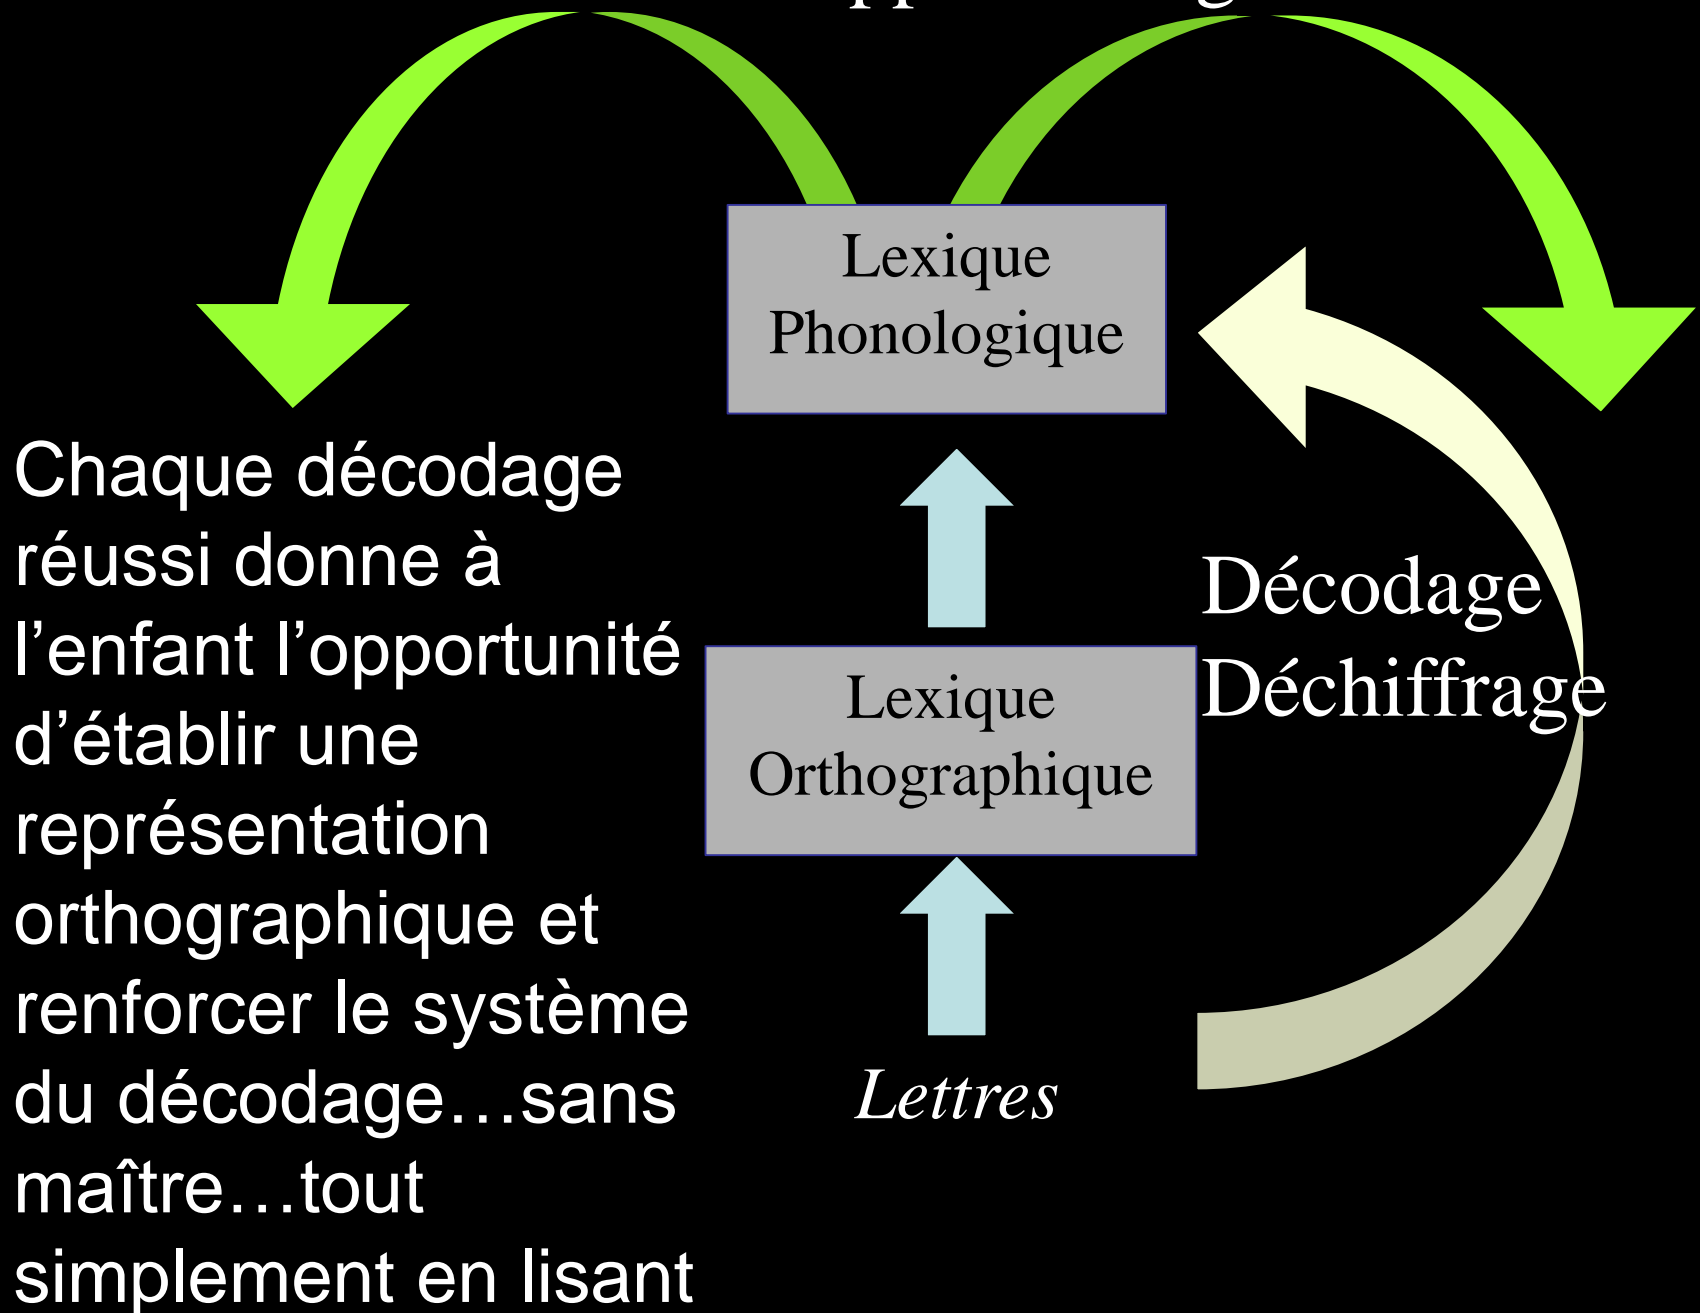 Lexique
Phonologique
Chaque décodage
réussi donne à
l’enfant l’opportunité
d’établir une
représentation
orthographique et
renforcer le système
du décodage…sans
maître…tout
simplement en lisant
Décodage
Déchiffrage
Lexique
Orthographique
Lettres